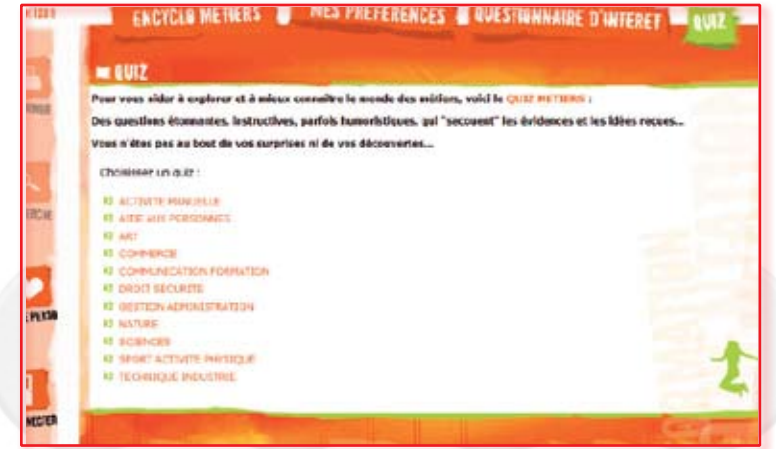 ENCYCLO METIERS MES PREFERENCES QUESTIONNAIRE D'INTERET QUIZ
QUIZ
Pour vous aider à explorer et à mieux connaître le monde des métiers, voici le QUIZ METIERS :
Des questions étonnantes, instructives, parfois humoristiques, qui "secouent" les évidences et les idées reçues...
Vous n'êtes pas au bout de vos surprises ni de vos découvertes...
Choisissez un quiz :
ACTIVITE MANUELLE
AIDE AUX PERSONNES
ART
COMMERCE
COMMUNICATION FORMATION
DROIT SECURITE
GESTION ADMINISTRATION
NATURE
SCIENCES
SPORT ACTIVITE PHYSIQUE
TECHNIQUE INDUSTRIE